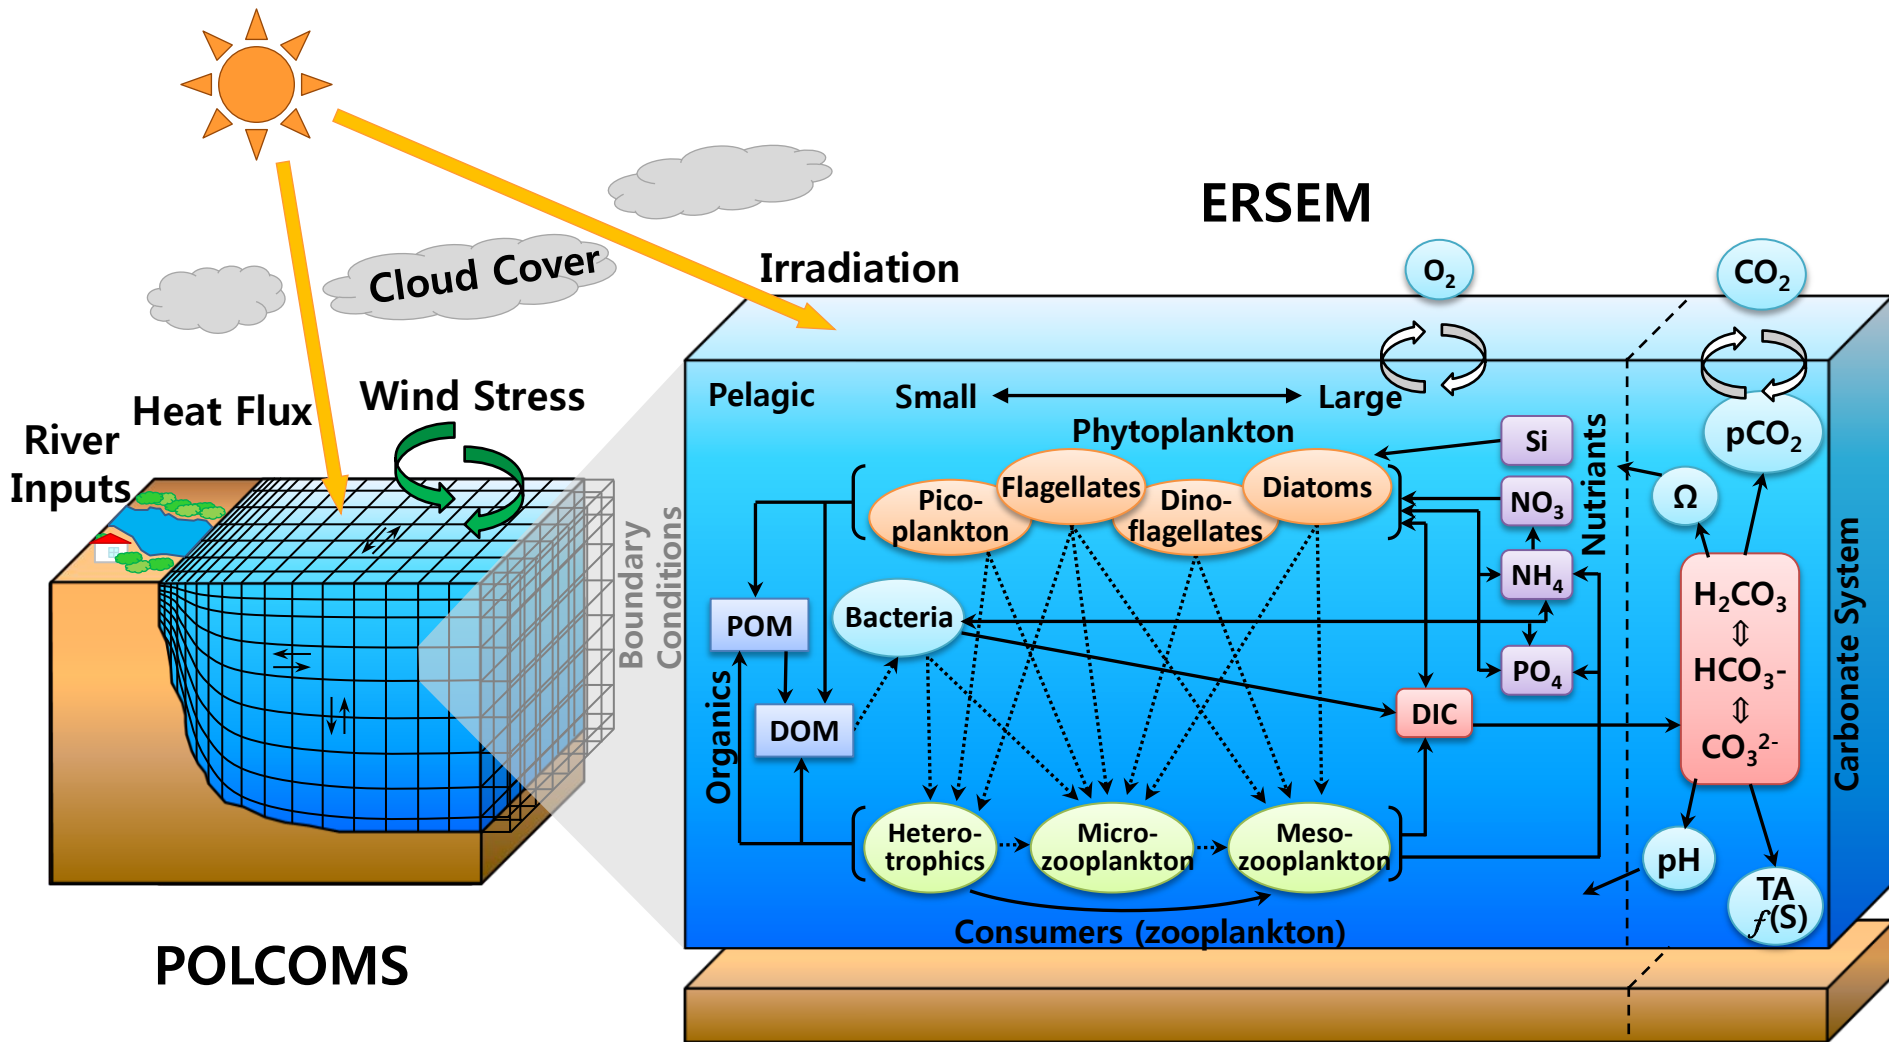 ERSEM
Cloud Cover
Irradiation
O₂
CO₂
Heat Flux
Wind Stress
River
Inputs
Boundary
Conditions
POLCOMS
Pelagic
Small
Large
Phytoplankton
Pico-
plankton
Flagellates
Dino-
flagellates
Diatoms
Si
NO₃
NH₄
PO₄
Nutriants
Bacteria
POM
DOM
Organics
DIC
Hetero-
trophics
Micro-
zooplankton
Meso-
zooplankton
Consumers (zooplankton)
pCO₂
Ω
H₂CO₃
⇕
HCO₃-
⇕
CO₃²⁻
pH
TA
f(S)
Carbonate System